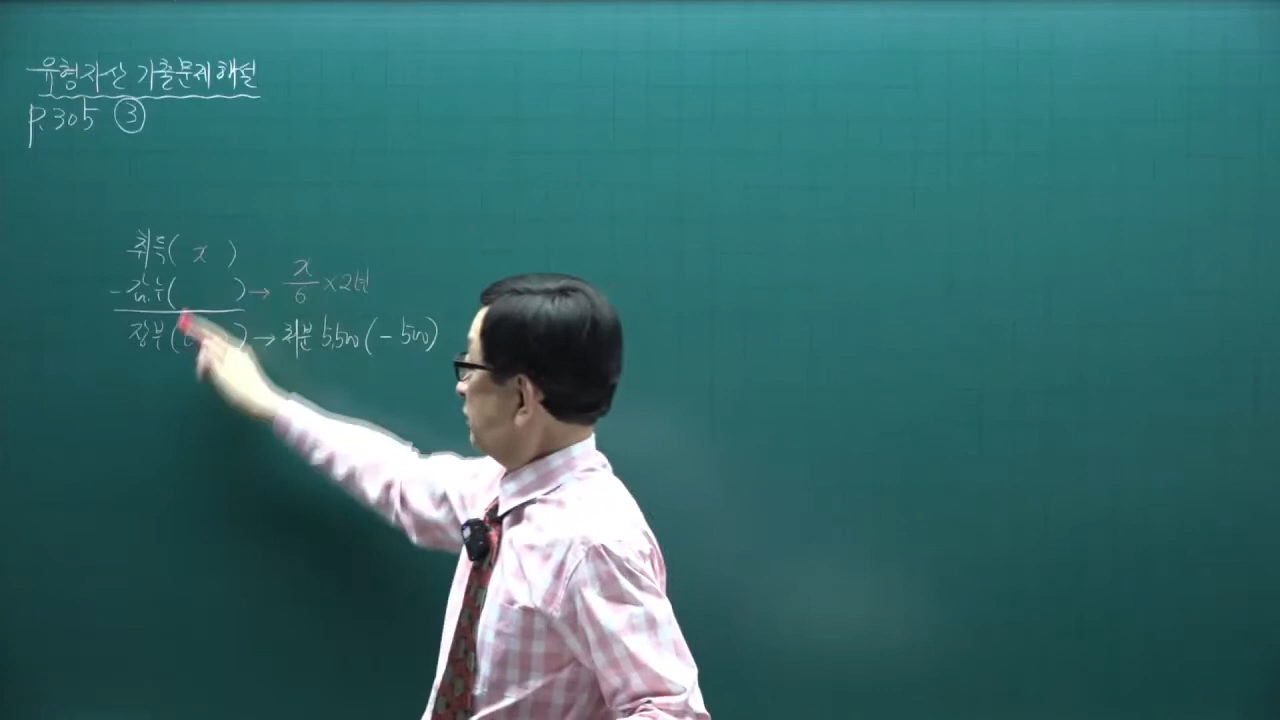 유형자산 기출문제해설
P.305 ③
취득( x )
-감.누( ) → x/6 ×2년
장부( ) → 처분 5,500(-500)